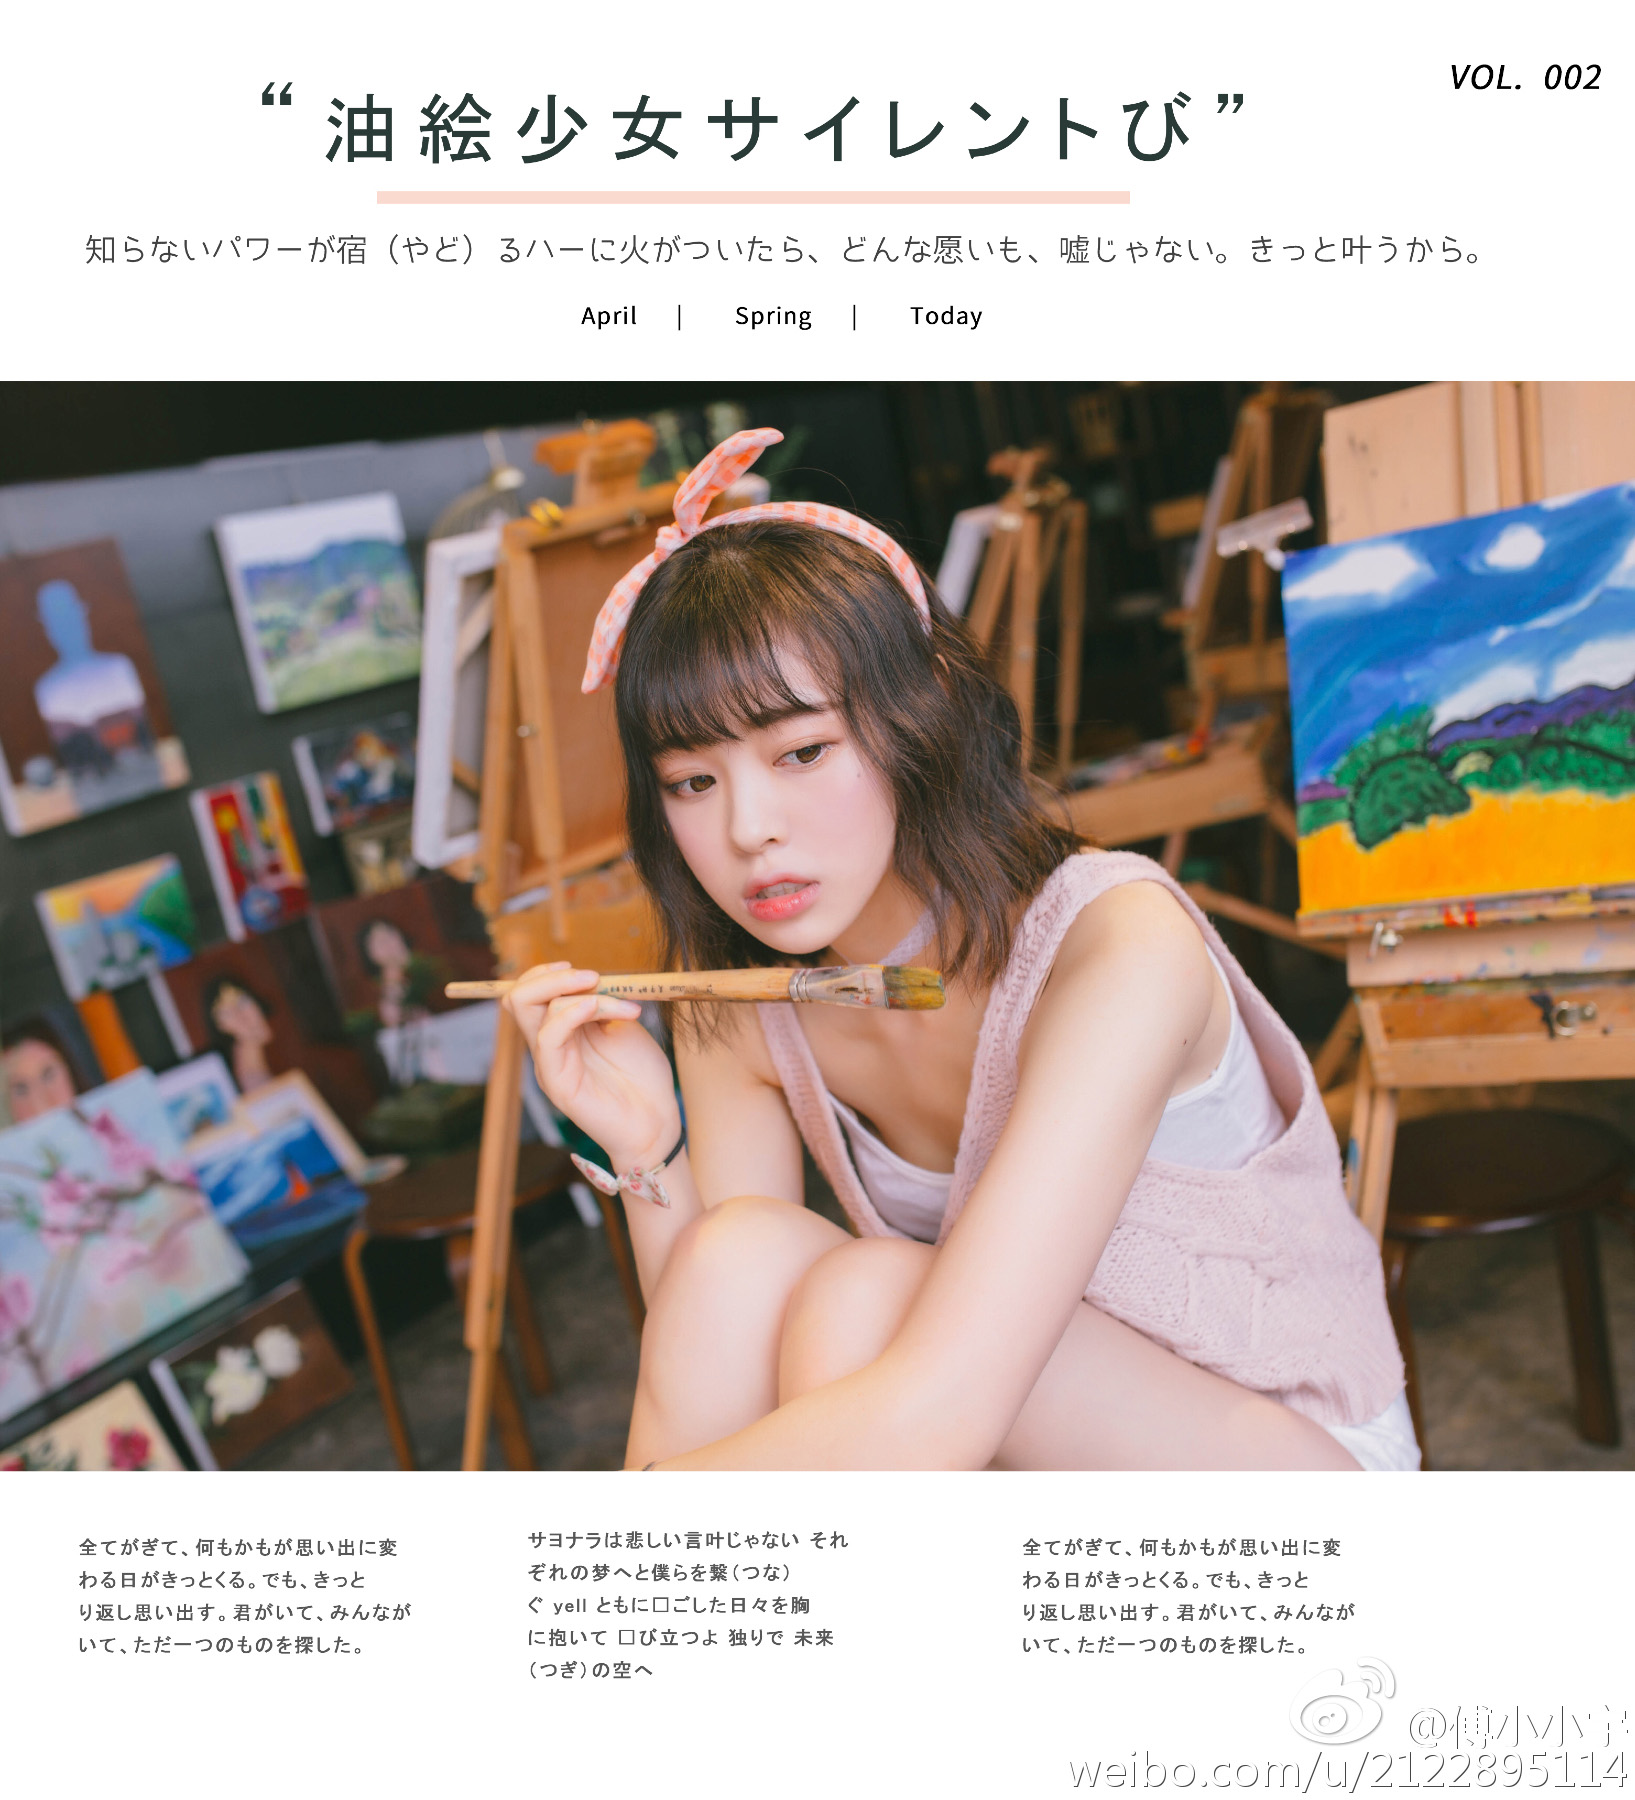 “油絵少女サイレントび”
VOL. 002
知らないパワーが宿（やど）るハーに火がついたら、どんな愿いも、嘘じゃない。きっと叶うから。
April | Spring | Today
全てがぎて、何もかもが思い出に変
わる日がきっとくる。でも、きっと
り返し思い出す。君がいて、みんなが
いて、ただ一つのものを探した。
サヨナラは悲しい言叶じゃない それ
ぞれの梦へと僕らを繋（つな）
ぐ yell ともに□ごした日々を胸
に抱いて □び立つよ 独りで 未来
（つぎ）の空へ
全てがぎて、何もかもが思い出に変
わる日がきっとくる。でも、きっと
り返し思い出す。君がいて、みんなが
いて、ただ一つのものを探した。
@傅小小宇
weibo.com/u/2122895114